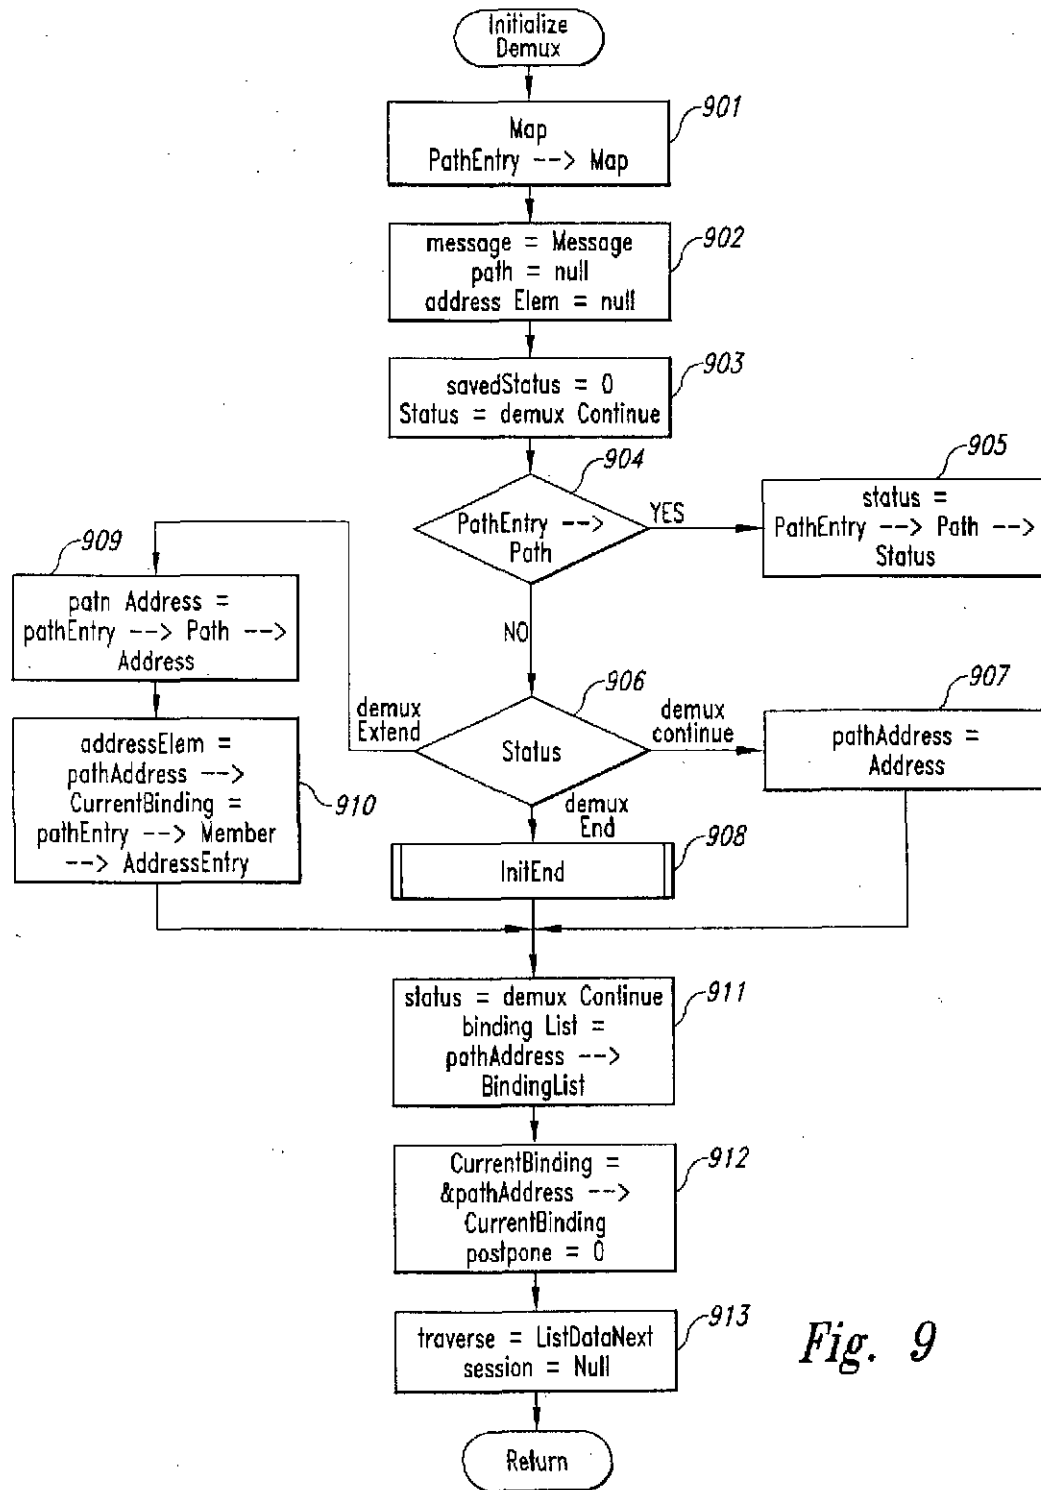 Initialize
Demux
901
Map
PathEntry --> Map
902
message = Message
path = null
address Elem = null
903
savedStatus = 0
Status = demux Continue
904
PathEntry -->
Path
YES
905
status =
PathEntry --> Path -->
Status
NO
909
patn Address =
pathEntry --> Path -->
Address
906
Status
demux
Extend
demux
continue
demux
End
907
pathAddress =
Address
910
addressElem =
pathAddress -->
CurrentBinding =
pathEntry --> Member
--> AddressEntry
908
InitEnd
911
status = demux Continue
binding List =
pathAddress -->
BindingList
912
CurrentBinding =
&pathAddress -->
CurrentBinding
postpone = 0
913
traverse = ListDataNext
session = Null
Return
Fig. 9